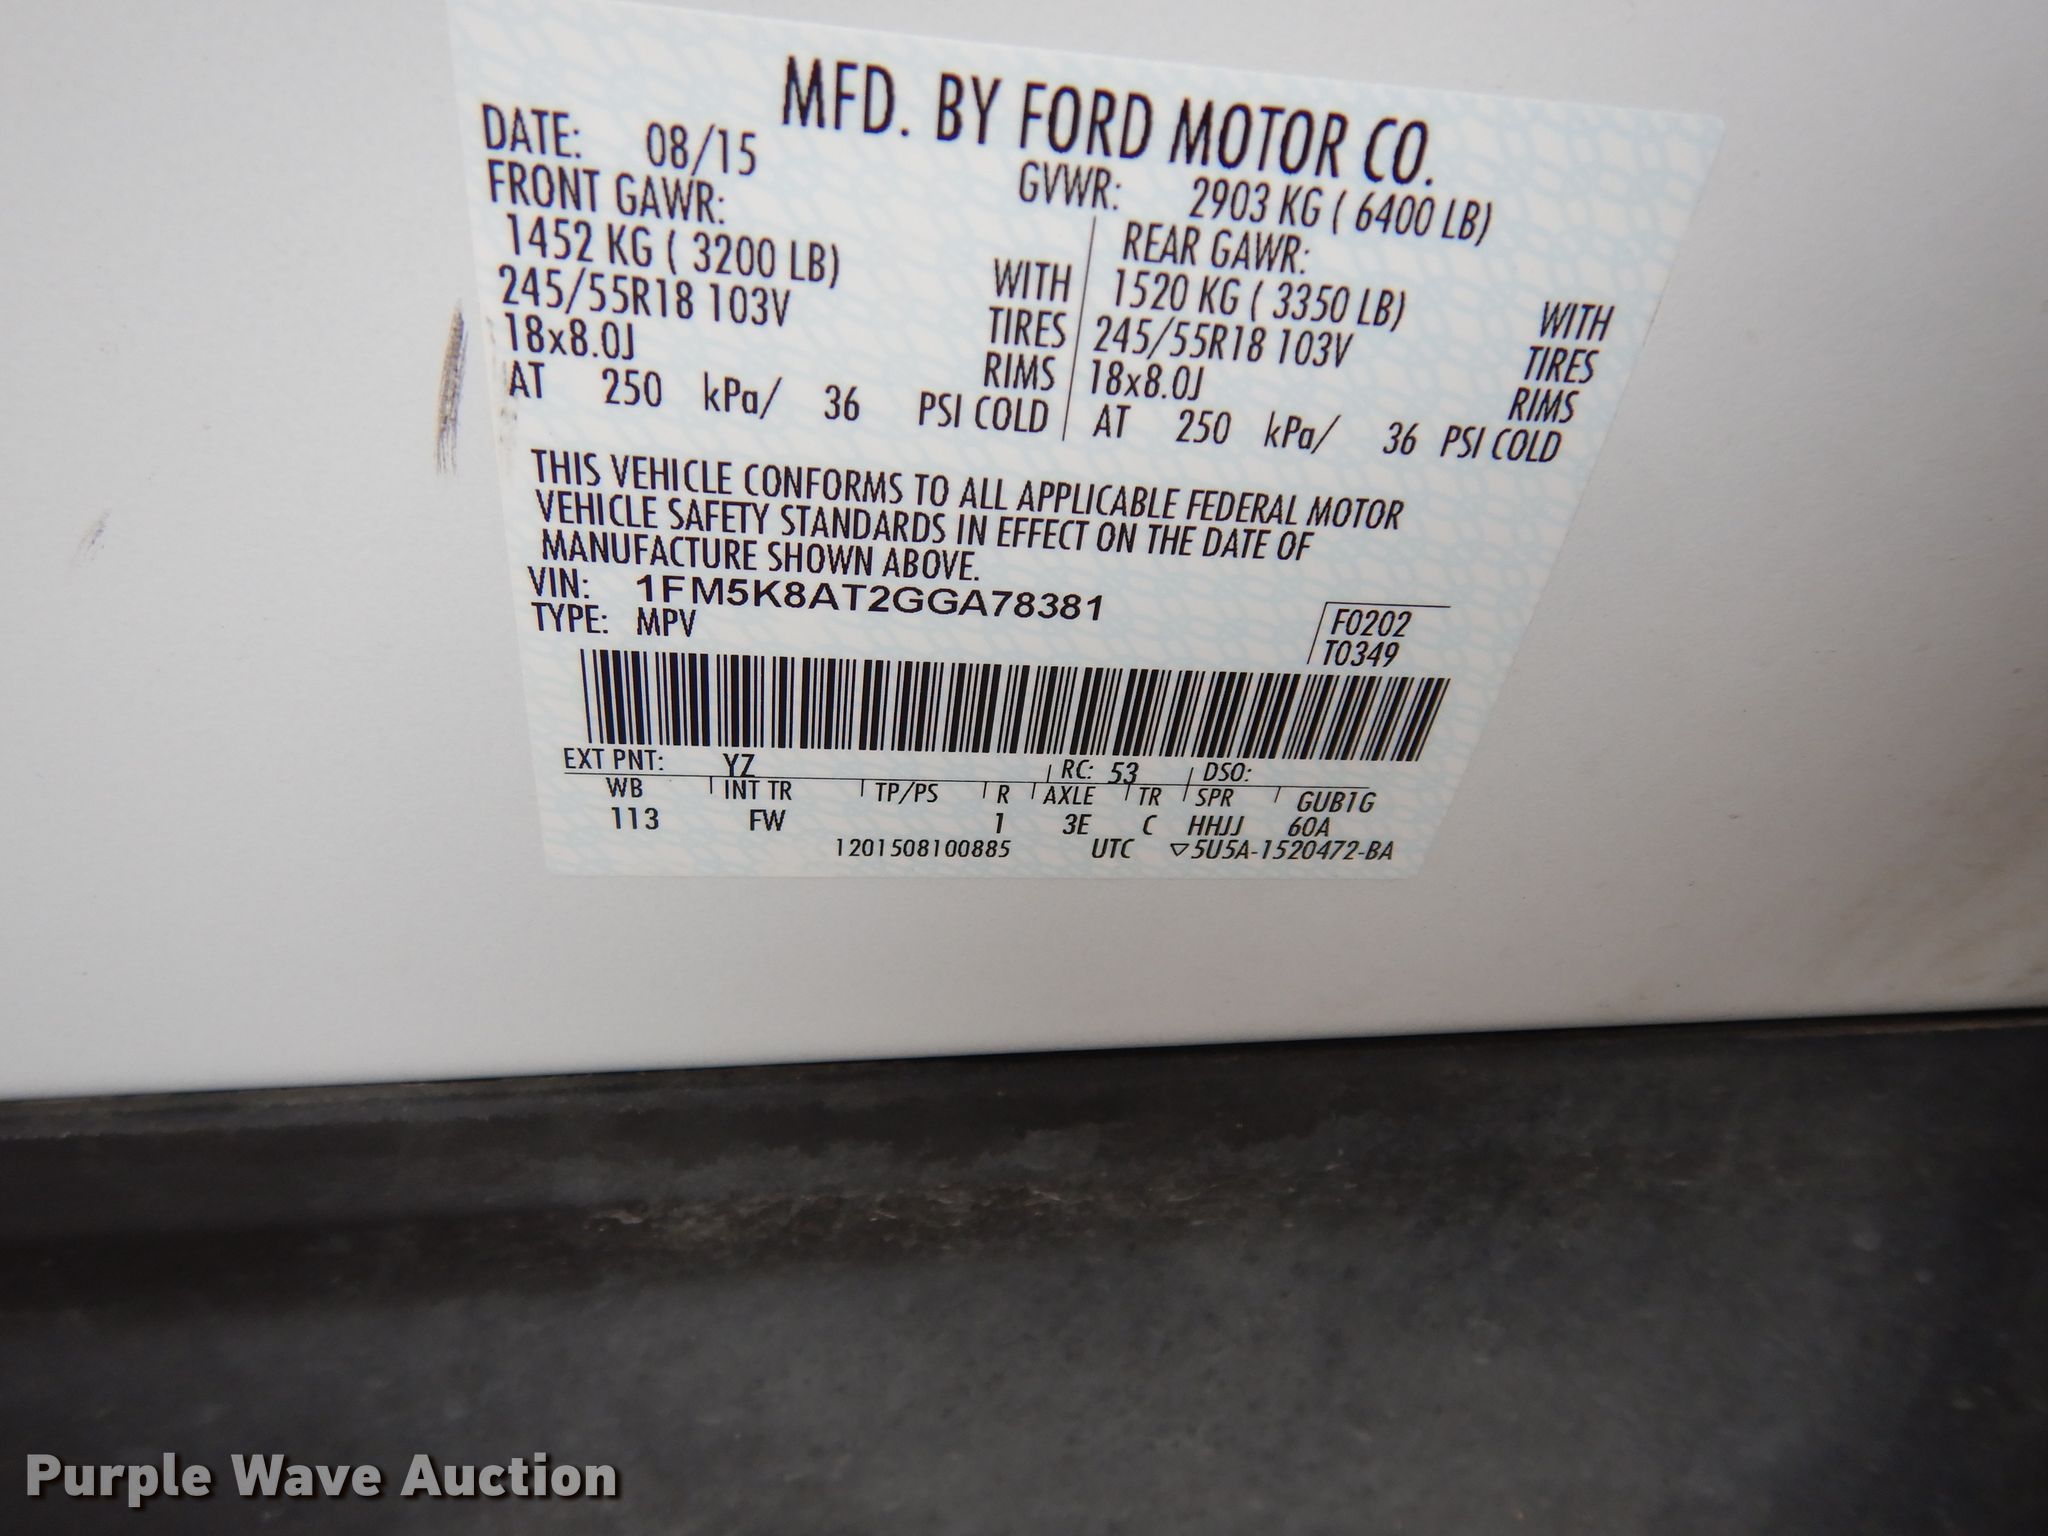 MFD. BY FORD MOTOR CO.
DATE: 08/15 GVWR: 2903 KG ( 6400 LB)
FRONT GAWR: REAR GAWR:
1452 KG ( 3200 LB) WITH 1520 KG ( 3350 LB) WITH
245/55R18 103V TIRES 245/55R18 103V TIRES
18x8.0J RIMS 18x8.0J RIMS
AT 250 kPa/ 36 PSI COLD AT 250 kPa/ 36 PSI COLD
THIS VEHICLE CONFORMS TO ALL APPLICABLE FEDERAL MOTOR
VEHICLE SAFETY STANDARDS IN EFFECT ON THE DATE OF
MANUFACTURE SHOWN ABOVE.
VIN: 1FM5K8AT2GGA78381
TYPE: MPV
F0202
T0349
EXT PNT: YZ RC: 53 DSO:
WB INT TR TP/PS R AXLE TR SPR GUB1G
113 FW 1 3E C HHJJ 60A
1201508100885 UTC ▽5U5A-1520472-BA
Purple Wave Auction